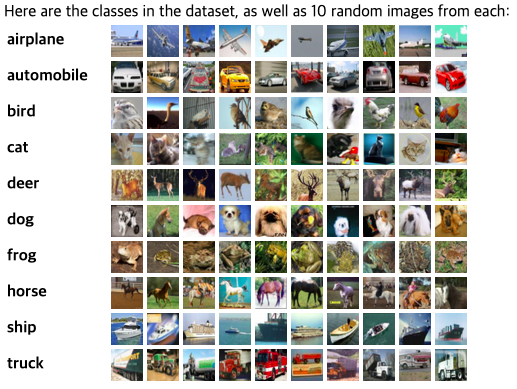 Here are the classes in the dataset, as well as 10 random images from each:
airplane
automobile
bird
cat
deer
dog
frog
horse
ship
truck